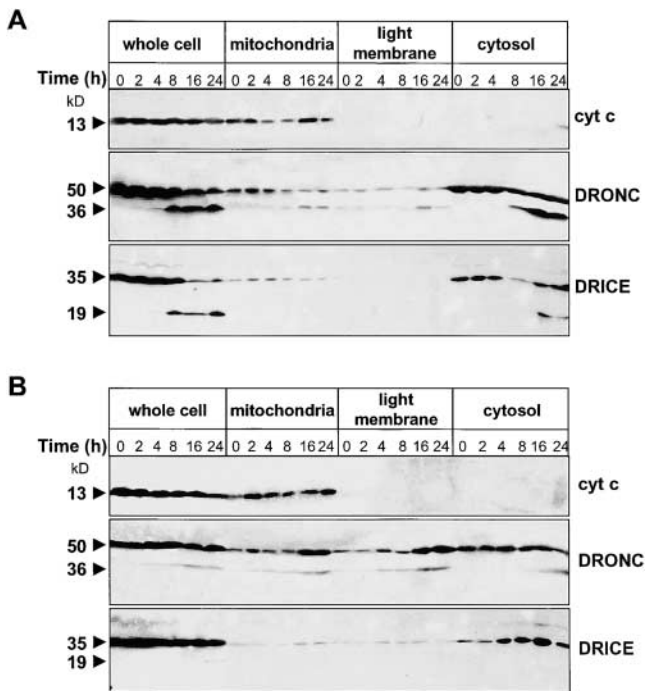 A
whole cell mitochondria light membrane cytosol
Time (h) 0 2 4 8 16 24 0 2 4 8 16 24 0 2 4 8 16 24 0 2 4 8 16 24
kD
13 cyt c
50 DRONC
36
35 DRICE
19
B
whole cell mitochondria light membrane cytosol
Time (h) 0 2 4 8 16 24 0 2 4 8 16 24 0 2 4 8 16 24 0 2 4 8 16 24
kD
13 cyt c
50 DRONC
36
35 DRICE
19